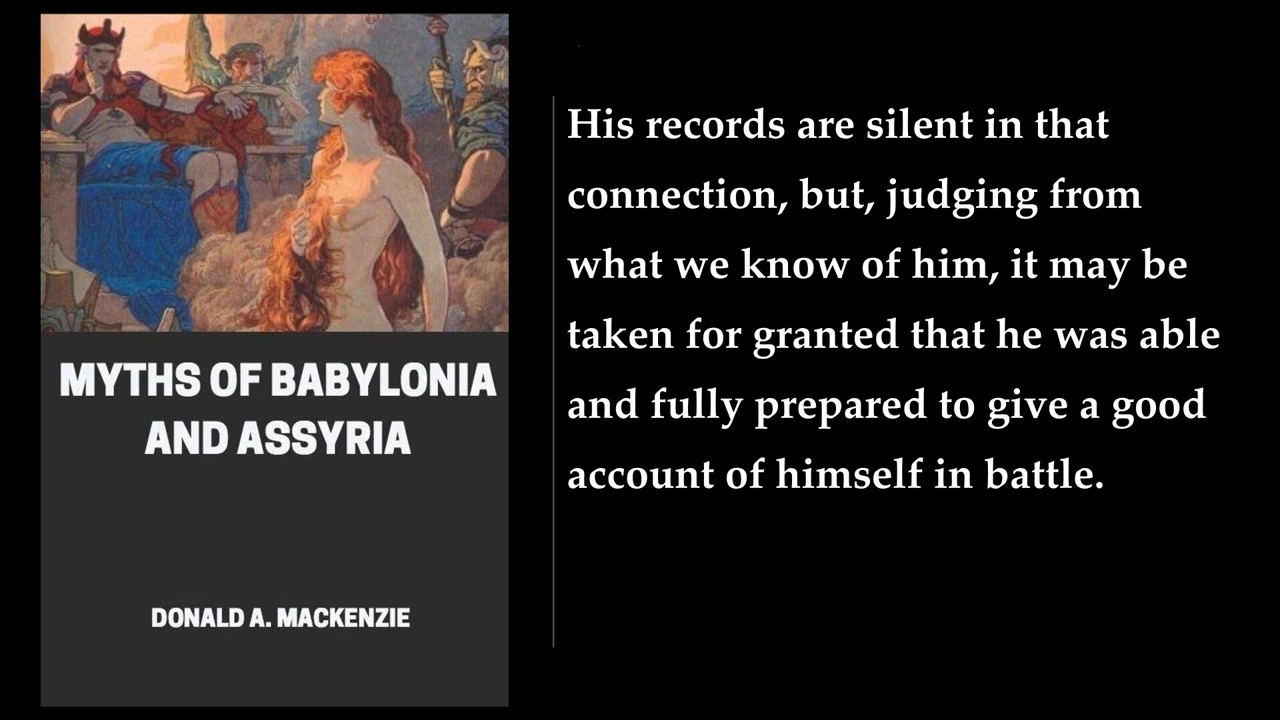 MYTHS OF BABYLONIA
AND ASSYRIA
DONALD A. MACKENZIE
His records are silent in that
connection, but, judging from
what we know of him, it may be
taken for granted that he was able
and fully prepared to give a good
account of himself in battle.